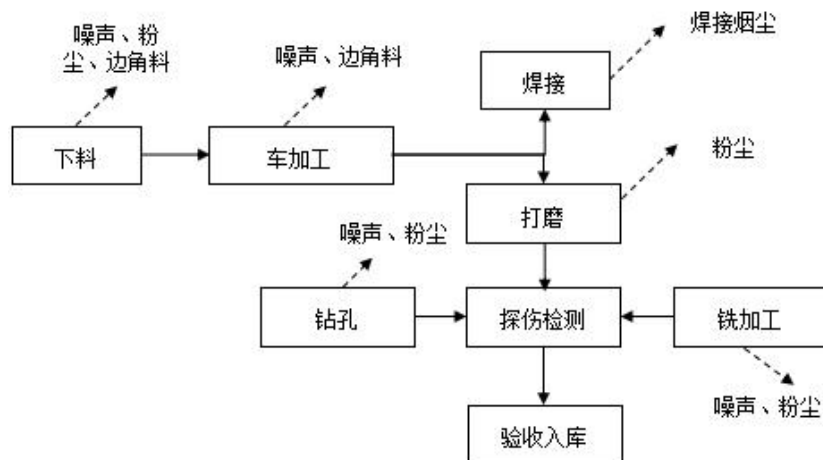 焊接烟尘
噪声、粉
尘、边角料
噪声、边角料
焊接
下料
车加工
粉尘
打磨
噪声、粉尘
钻孔
探伤检测
铣加工
噪声、粉尘
验收入库